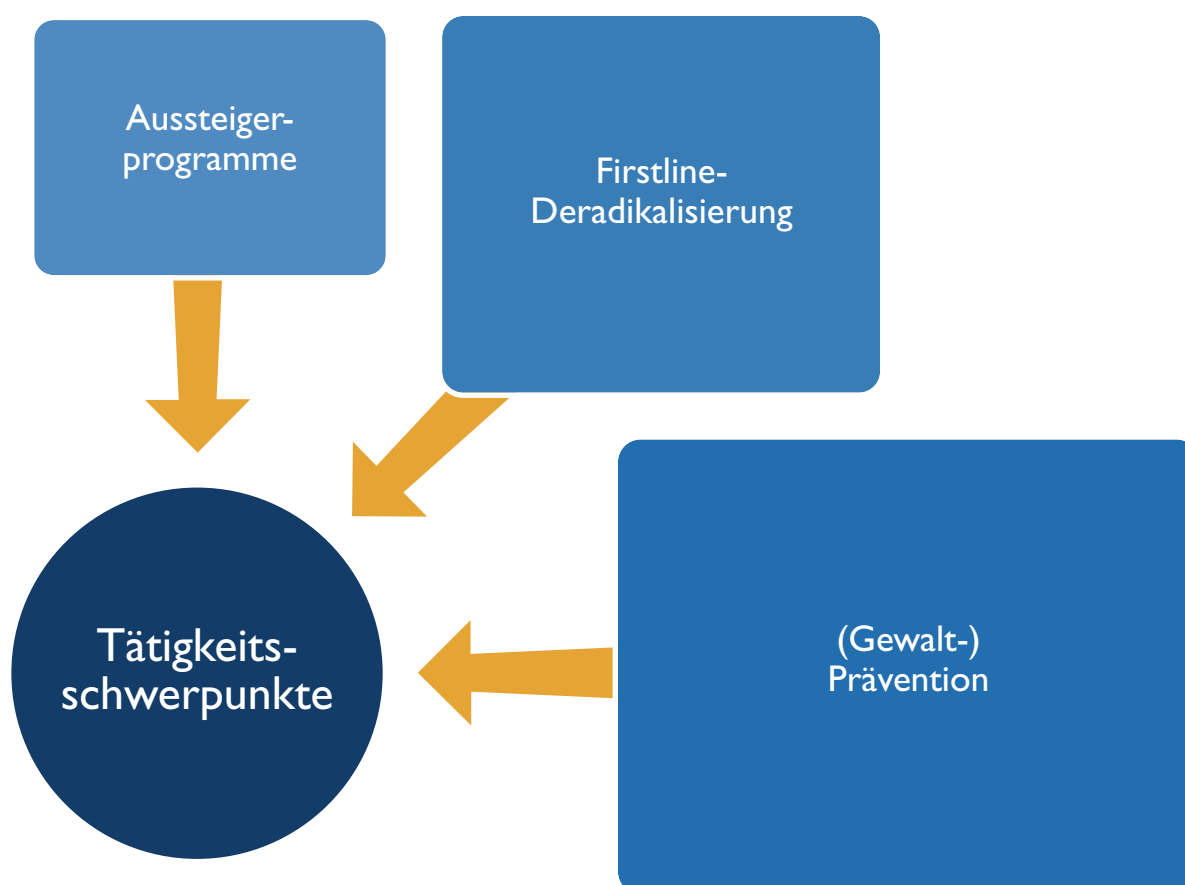 Aussteiger-
programme
Firstline-
Deradikalisierung
(Gewalt-)
Prävention
Tätigkeits-
schwerpunkte